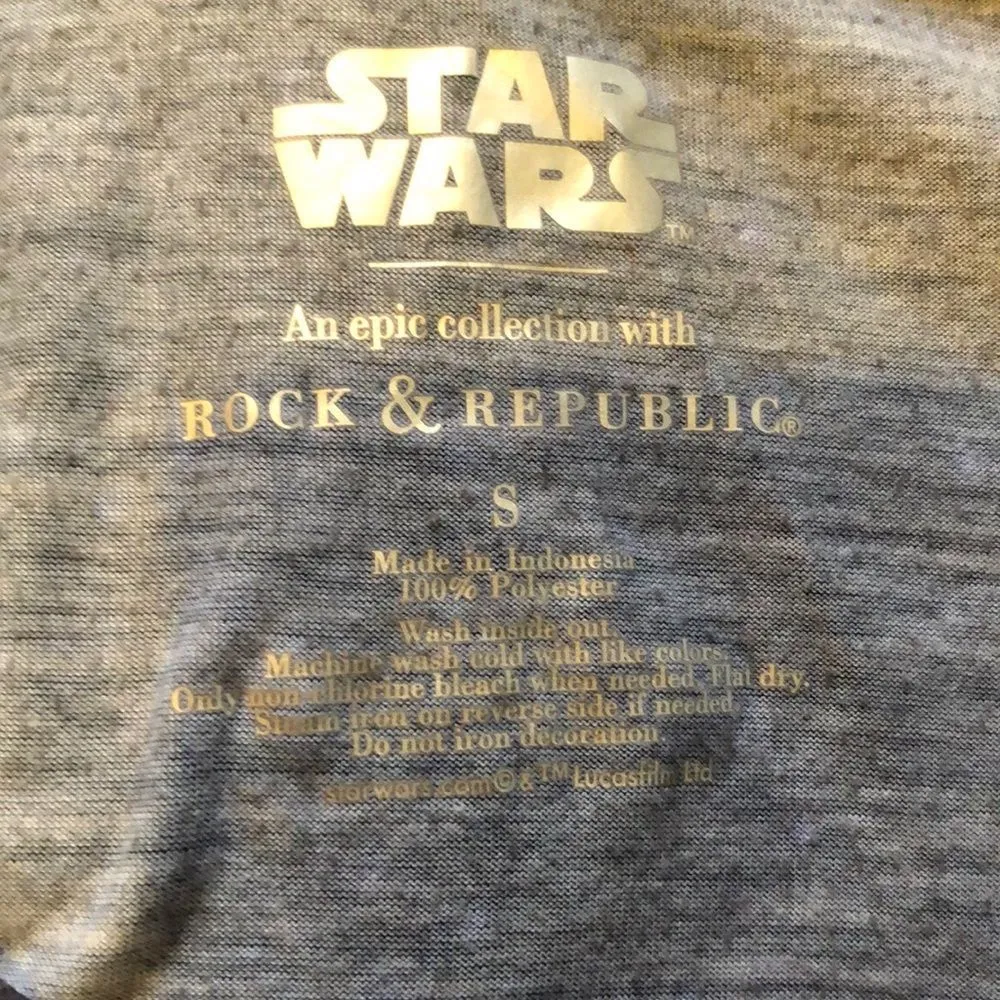 STAR
WARS™
An epic collection with
ROCK & REPUBLIC®
S
Made in Indonesia
100% Polyester
Wash inside out.
Machine wash cold with like colors.
Only non-chlorine bleach when needed. Flat dry.
Steam iron on reverse side if needed.
Do not iron decoration.
starwars.com © & ™ Lucasfilm Ltd